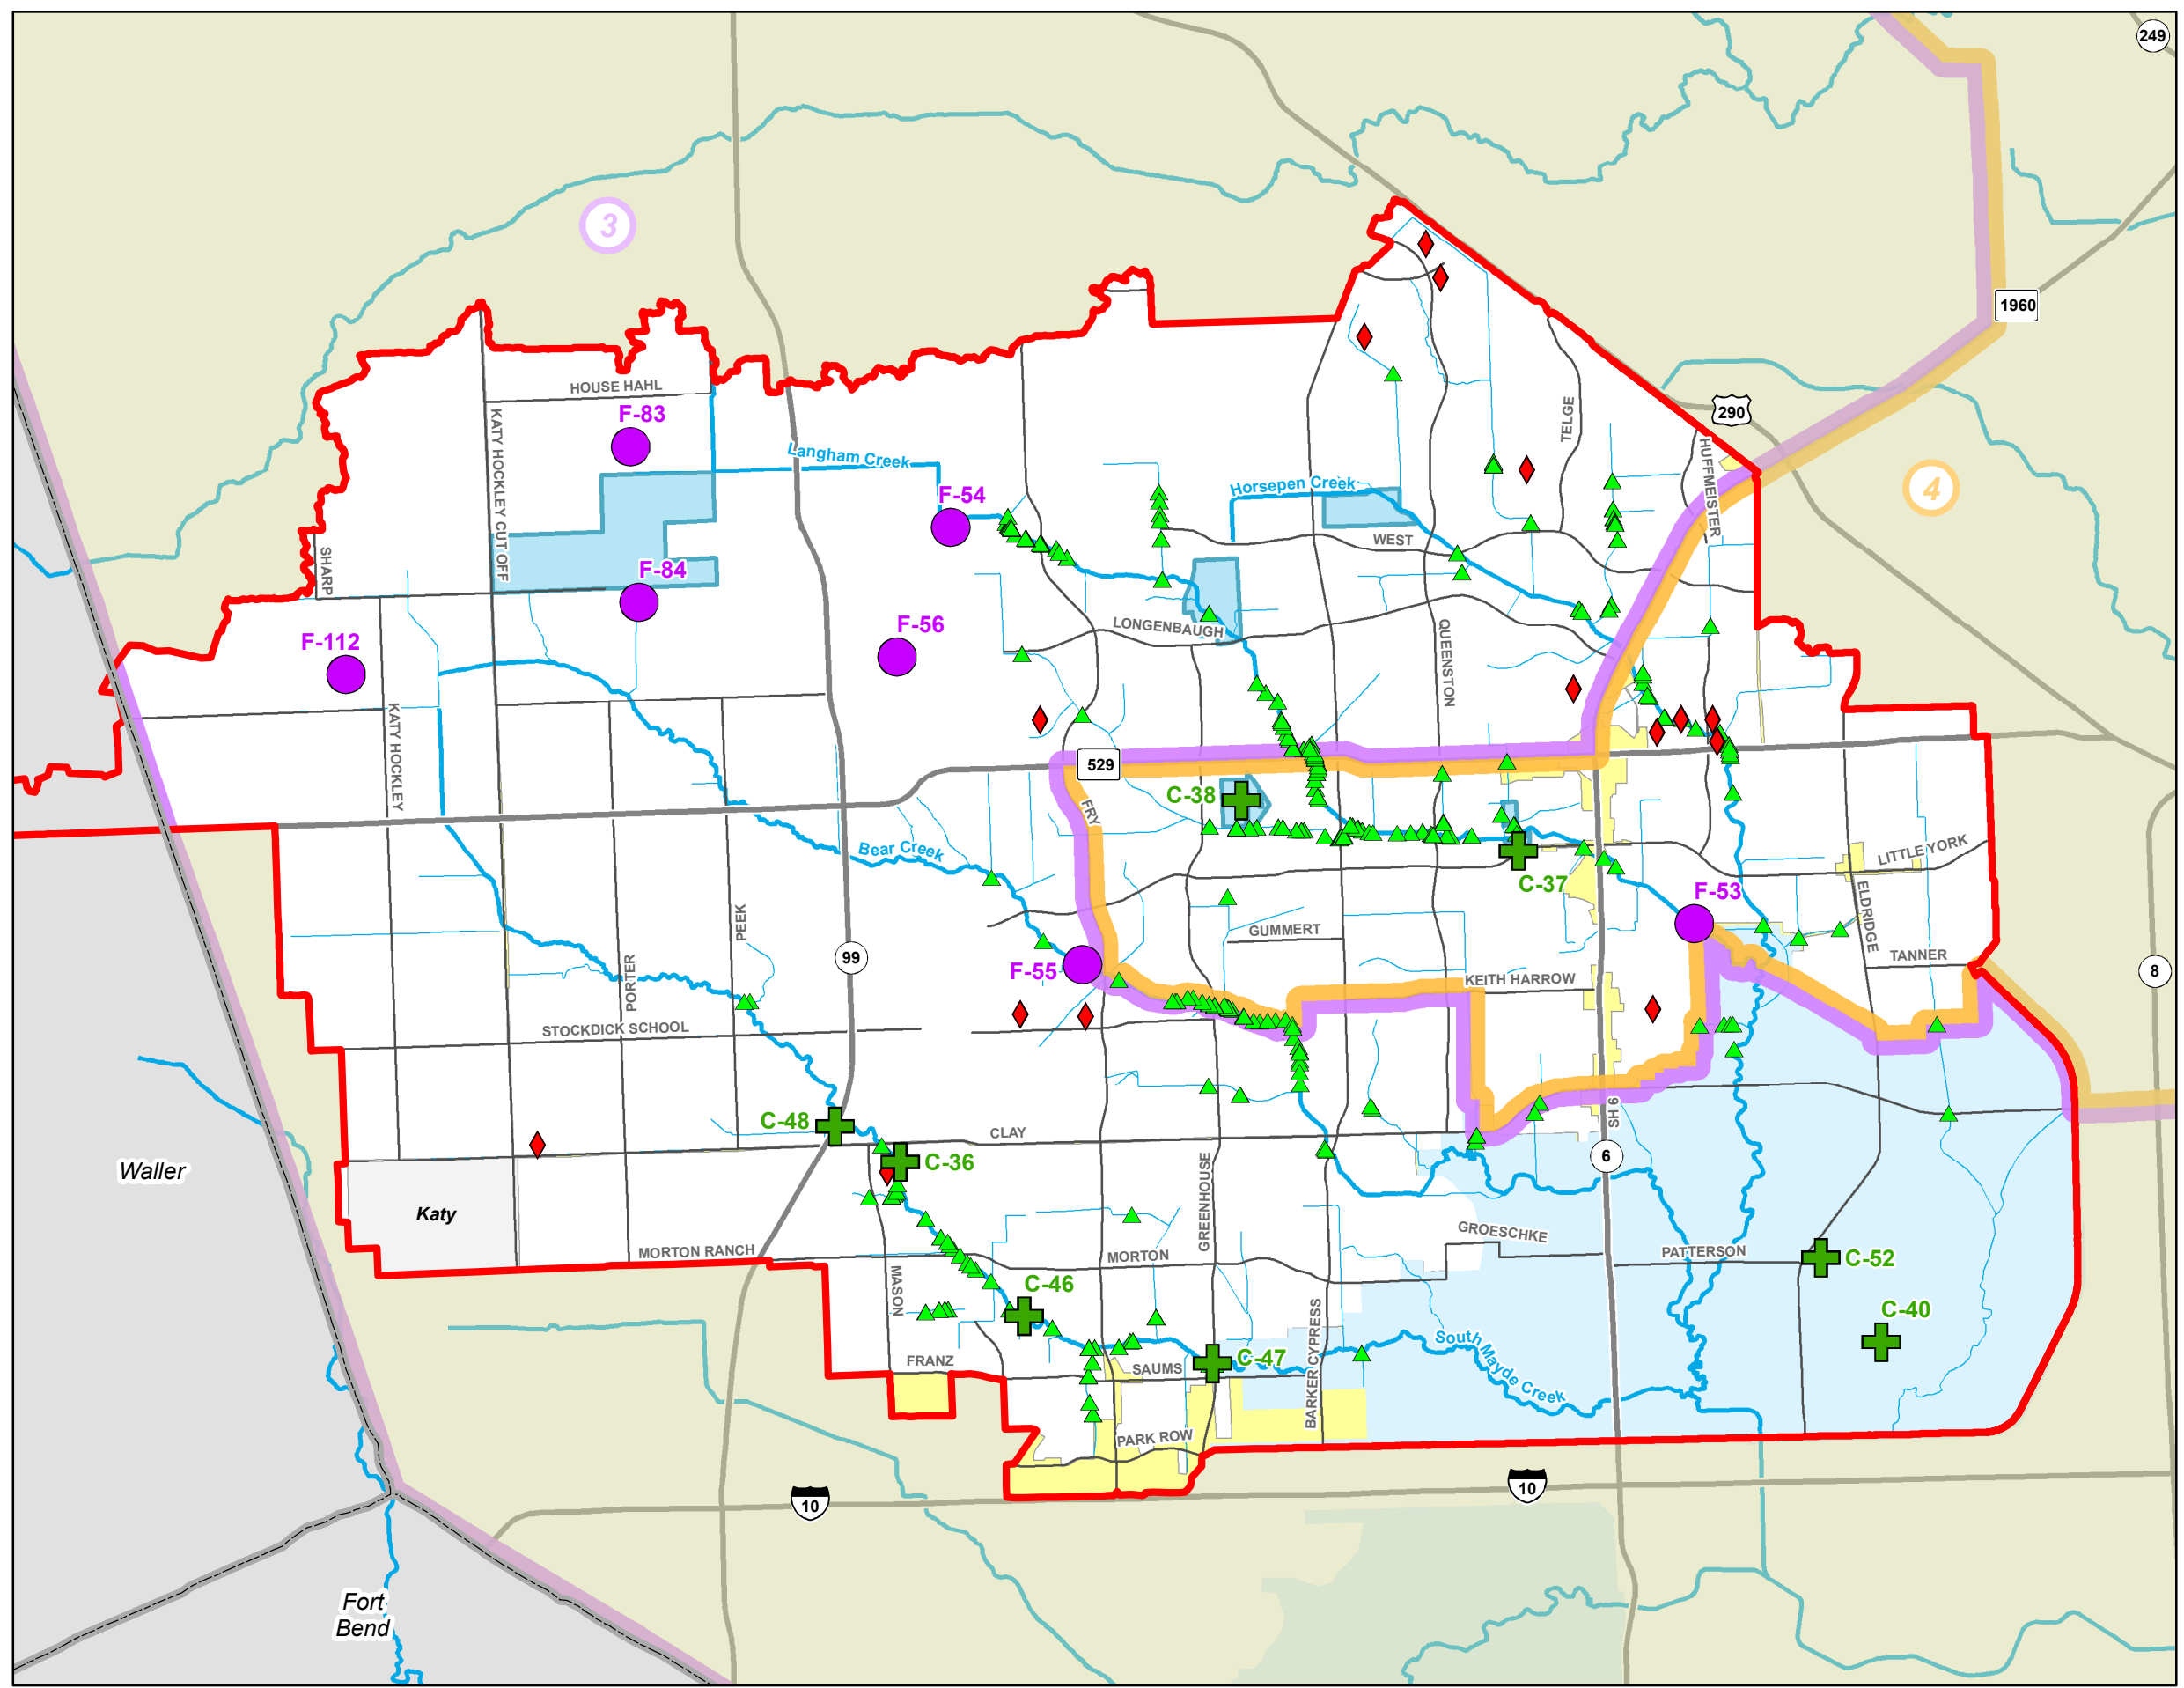 249
3
1960
290
HOUSE HAHL
F-83
KATY HOCKLEY CUT OFF
TELGE
HUFFMEISTER
Langham Creek
Horsepen Creek
4
F-54
WEST
SHARP
F-84
LONGENBAUGH
F-56
F-112
QUEENSTON
KATY HOCKLEY
529
C-38
FRY
Bear Creek
LITTLE YORK
C-37
F-53
ELDRIDGE
PEEK
GUMMERT
TANNER
99
F-55
KEITH HARROW
8
PORTER
STOCKDICK SCHOOL
SH 6
C-48
CLAY
6
Waller
C-36
GREENHOUSE
Katy
GROESCHKE
MORTON RANCH
MORTON
PATTERSON
C-52
MASON
C-46
C-40
BARKER CYPRESS
South Mayde Creek
FRANZ
SAUMS
C-47
PARK ROW
10
10
Fort
Bend